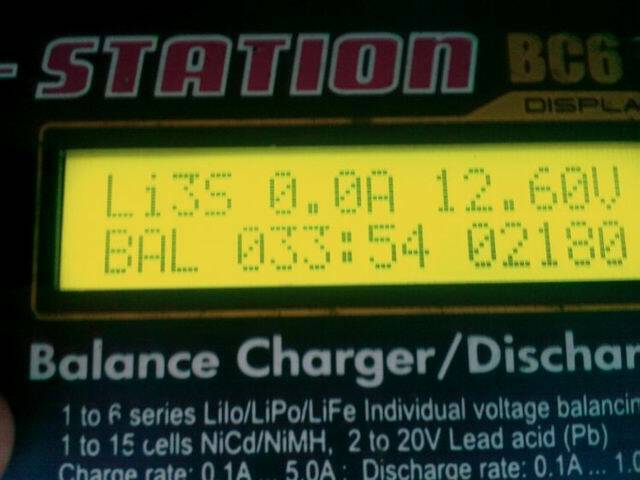 STATION BC6
DISPLA
Li3S 0.0A 12.60V
BAL 033:54 02180
Balance Charger/Dischar
1 to 6 series LiIo/LiPo/LiFe Individual voltage balancin
1 to 15 cells NiCd/NiMH, 2 to 20V Lead acid (Pb)
Charge rate: 0.1A ... 5.0A ; Discharge rate: 0.1A ... 1.0